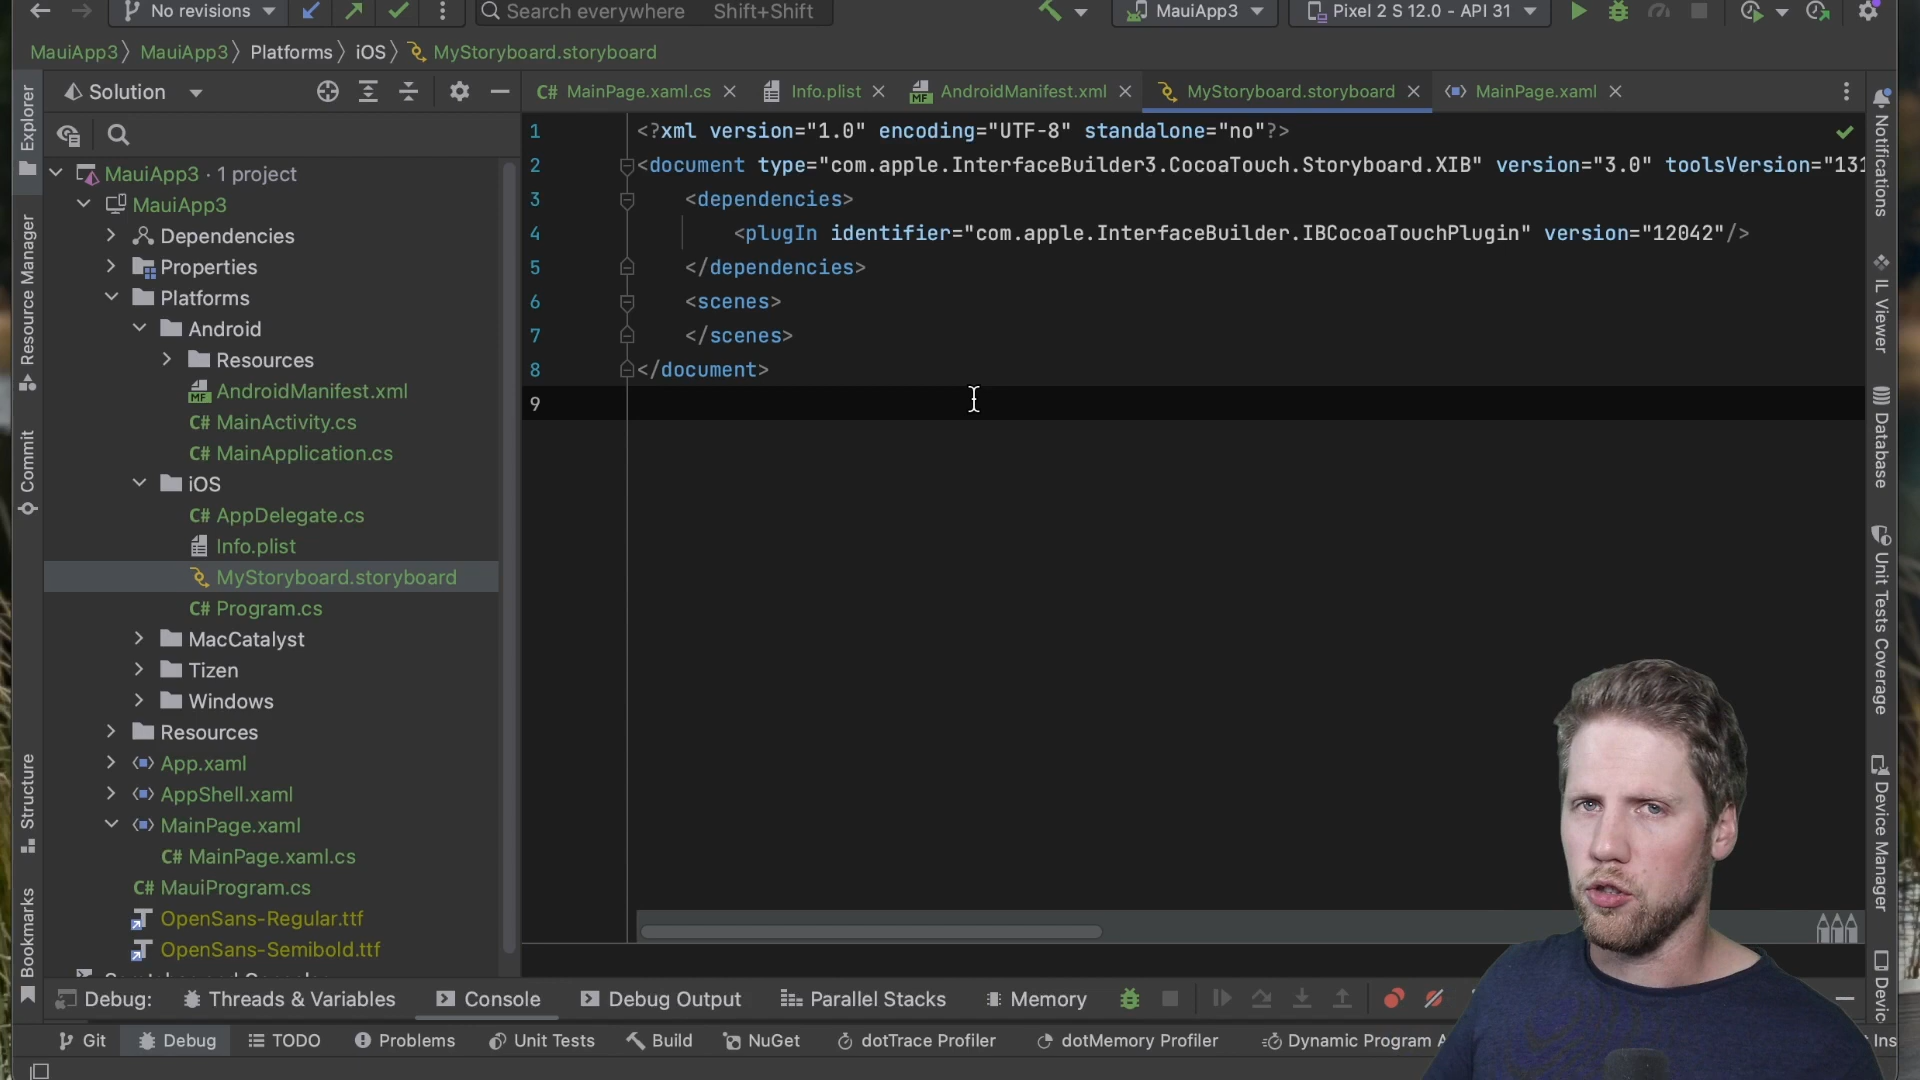 No revisions
Search everywhere Shift+Shift
MauiApp3
Pixel 2 S 12.0 - API 31
MauiApp3 MauiApp3 Platforms iOS MyStoryboard.storyboard
Explorer
Resource Manager
Commit
Structure
Bookmarks
Solution
MauiApp3 · 1 project
MauiApp3
Dependencies
Properties
Platforms
Android
Resources
MF AndroidManifest.xml
C# MainActivity.cs
C# MainApplication.cs
iOS
C# AppDelegate.cs
Info.plist
MyStoryboard.storyboard
C# Program.cs
MacCatalyst
Tizen
Windows
Resources
App.xaml
AppShell.xaml
MainPage.xaml
C# MainPage.xaml.cs
C# MauiProgram.cs
OpenSans-Regular.ttf
OpenSans-Semibold.ttf
C# MainPage.xaml.cs
Info.plist
MF AndroidManifest.xml
MyStoryboard.storyboard
MainPage.xaml
1 <?xml version="1.0" encoding="UTF-8" standalone="no"?>
2 <document type="com.apple.InterfaceBuilder3.CocoaTouch.Storyboard.XIB" version="3.0" toolsVersion="131
3 <dependencies>
4 <plugIn identifier="com.apple.InterfaceBuilder.IBCocoaTouchPlugin" version="12042"/>
5 </dependencies>
6 <scenes>
7 </scenes>
8 </document>
9
Notifications
IL Viewer
Database
Unit Tests Coverage
Device Manager
Devic
Debug: Threads & Variables Console Debug Output Parallel Stacks Memory
Git Debug TODO Problems Unit Tests Build NuGet dotTrace Profiler dotMemory Profiler Dynamic Program A